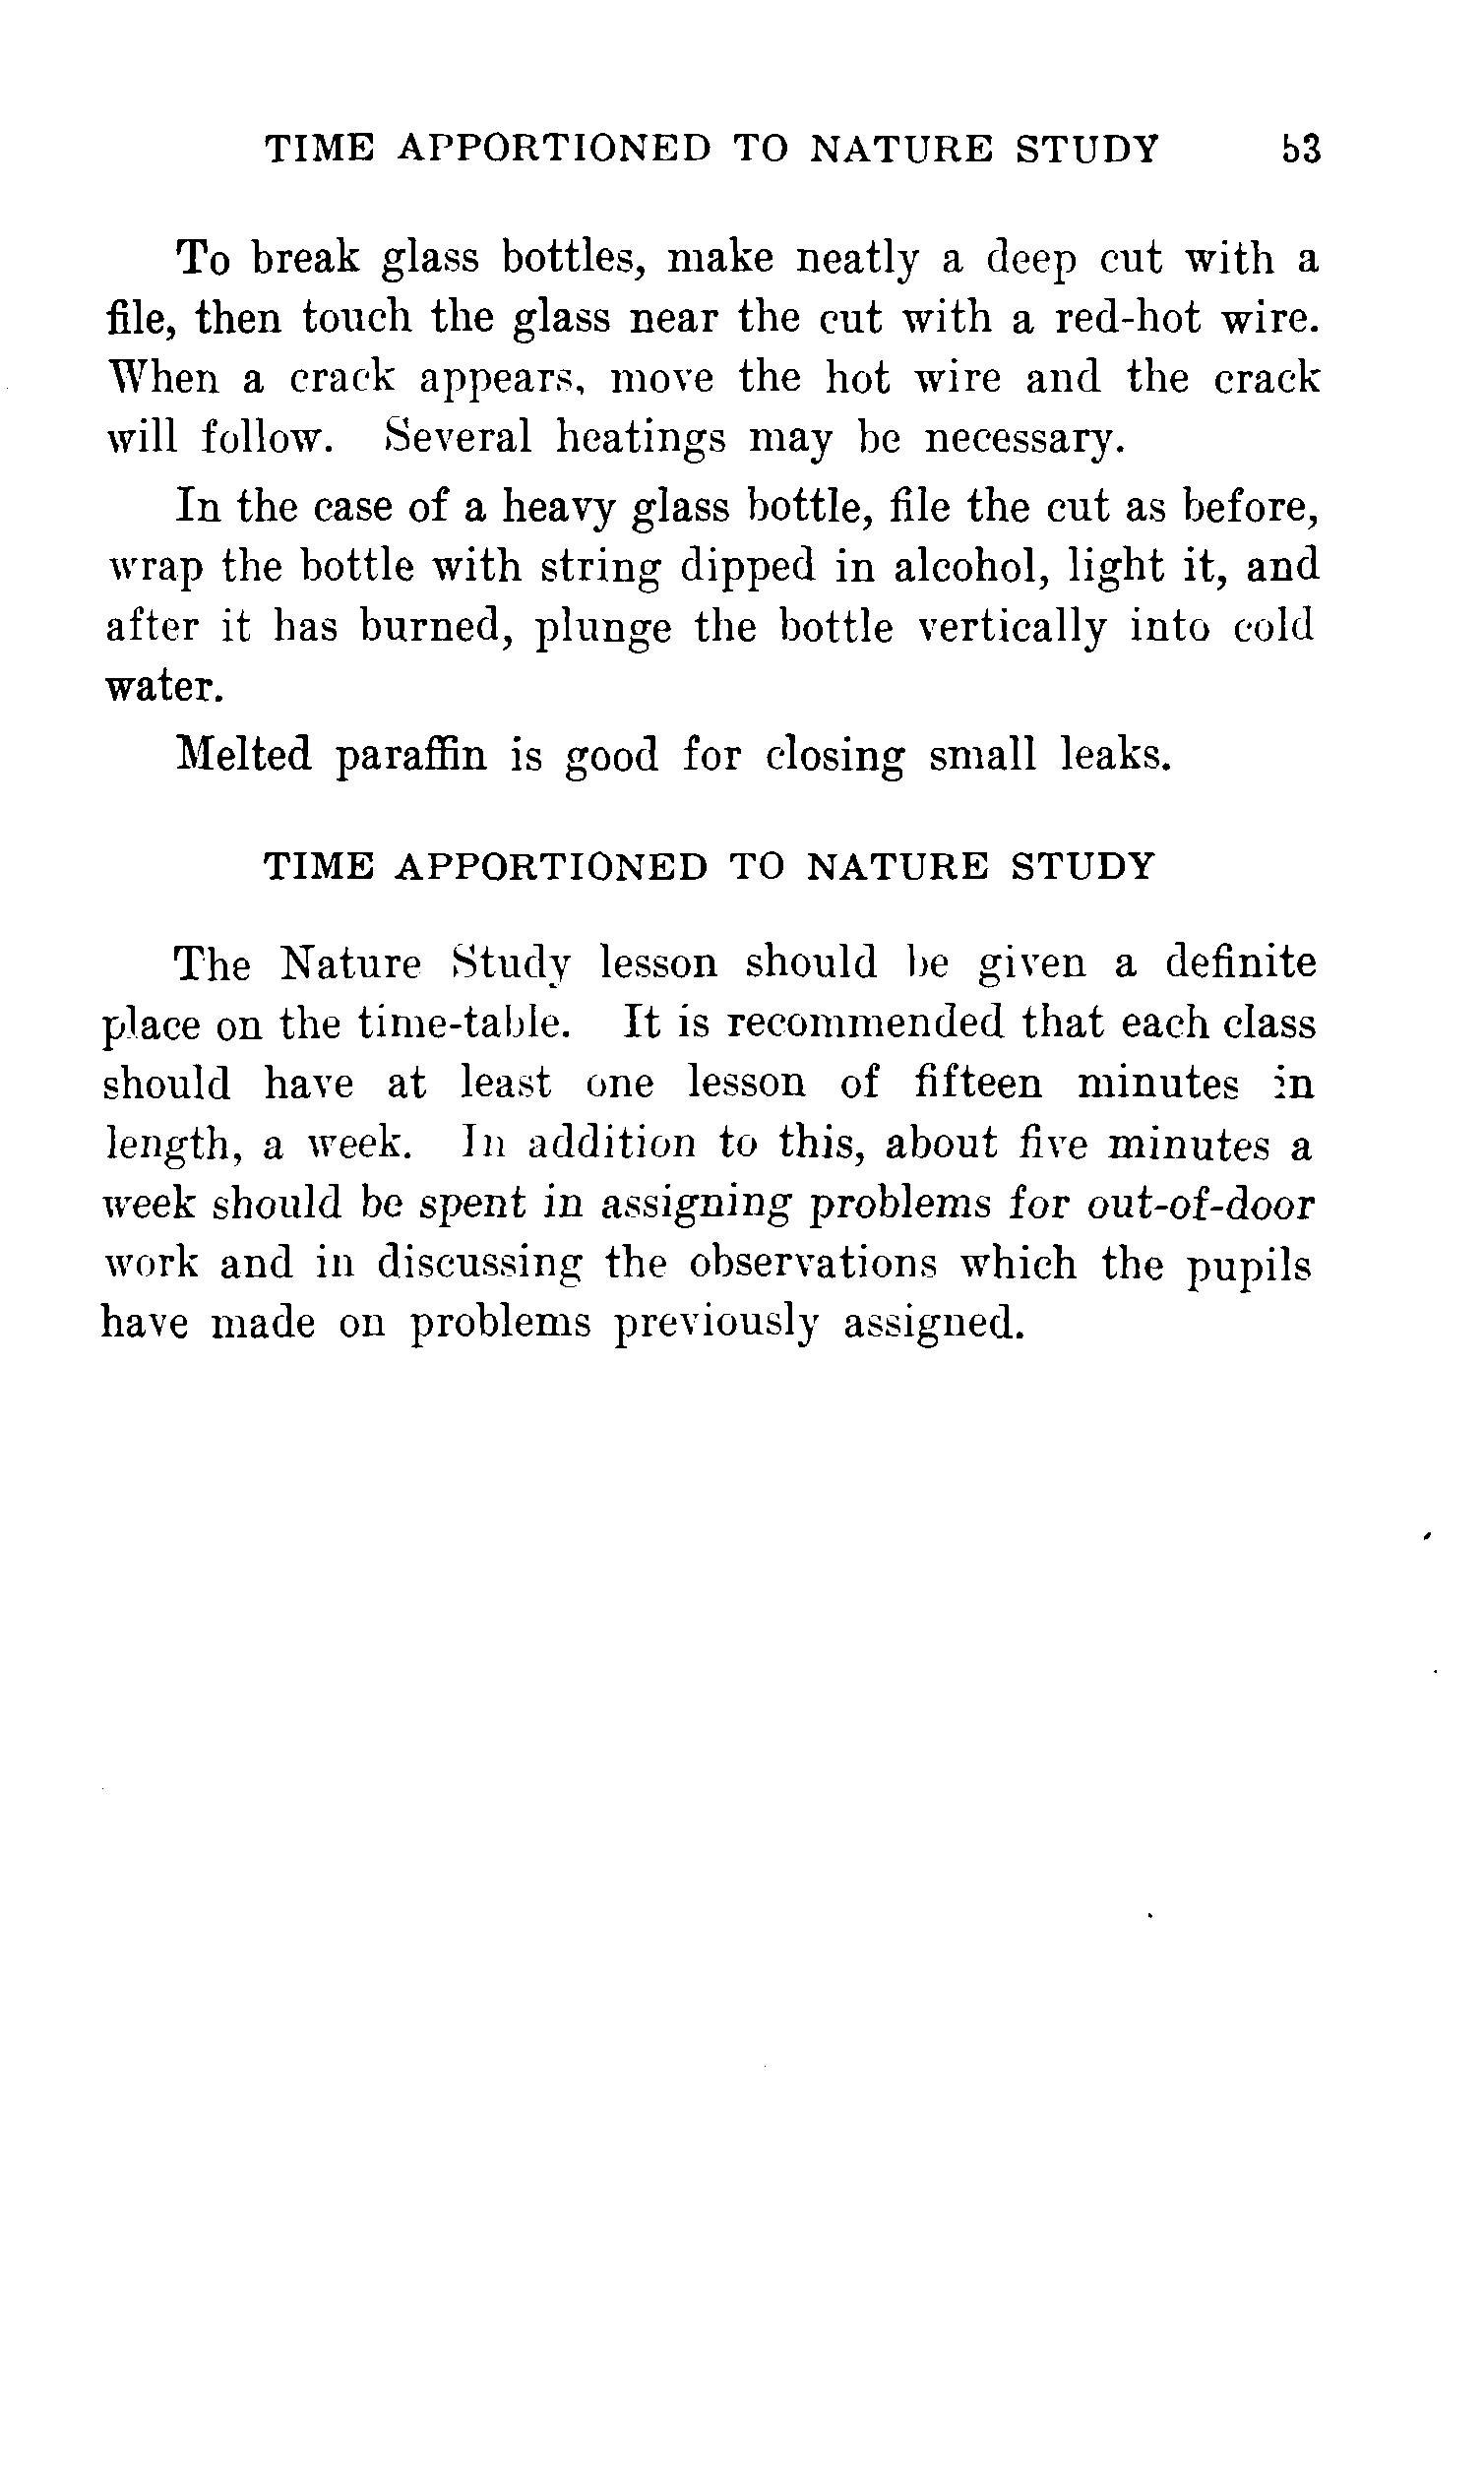 TIME APPORTIONED TO NATURE STUDY
To break glass bottles, make neatly a deep cut with a
file, then touch the glass near the cut with a red-hot wire.
When a crack appears, move the hot wire and the crack
will follow. Several heatings may be necessary.
In the case of a heavy glass bottle, file the cut as before,
wrap the bottle with string dipped in alcohol, light it, and
after it has burned, plunge the bottle vertically into cold
water.
Melted paraffin is good for closing small leaks.
TIME APPORTIONED TO NATURE STUDY
The Nature Study lesson should be given a definite
place on the time-table. It is recommended that each class
should have at least one lesson of fifteen minutes in
length, a week. In addition to this, about five minutes a
week should be spent in assigning problems for out-of-door
work and in discussing the observations which the pupils
have made on problems previously assigned.